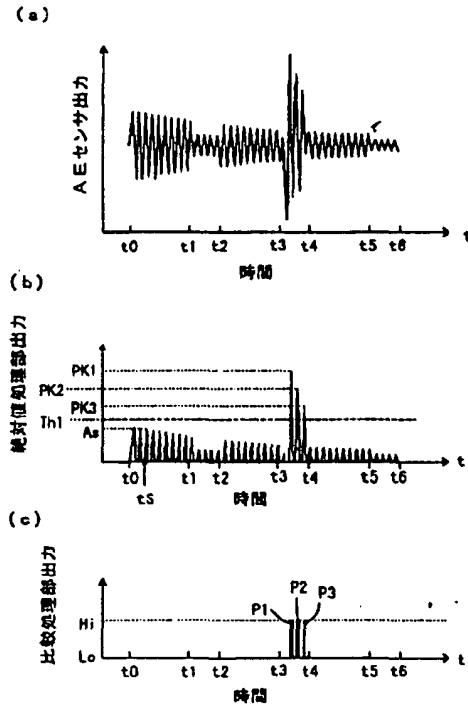 (a)
AEセンサ出力
t0 t1 t2 t3 t4 t5 t6
t
時間
(b)
絶対値処理部出力
PK1
PK2
PK3
Th1
As
t0 t1 t2 t3 t4 t5 t6
t
tS
時間
(c)
比較処理部出力
P2
P1 P3
Hi
Lo
t0 t1 t2 t3 t4 t5 t6
t
時間